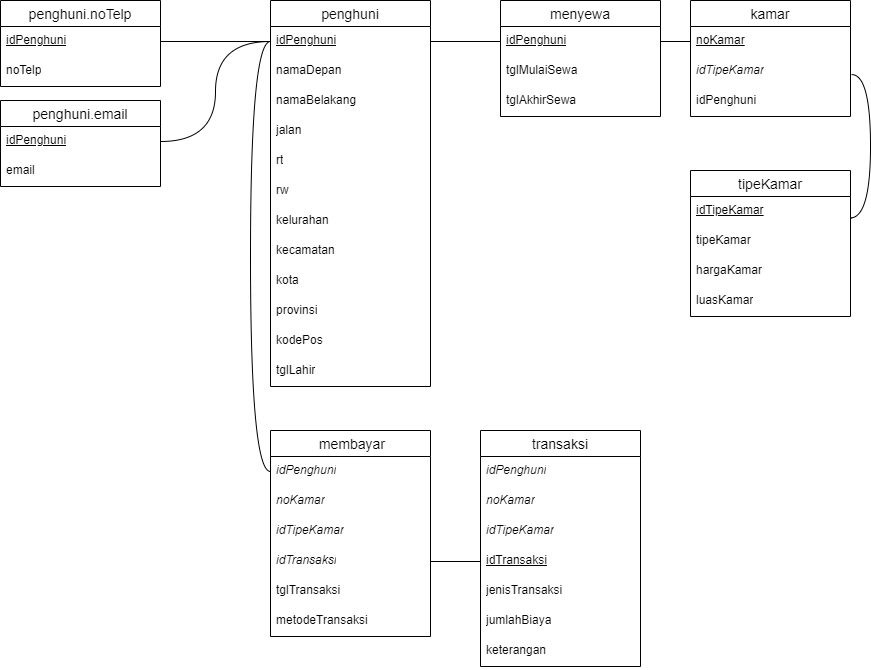 penghuni.noTelp
idPenghuni
noTelp
penghuni.email
idPenghuni
email
penghuni
idPenghuni
namaDepan
namaBelakang
jalan
rt
rw
kelurahan
kecamatan
kota
provinsi
kodePos
tglLahir
menyewa
idPenghuni
tglMulaiSewa
tglAkhirSewa
kamar
noKamar
idTipeKamar
idPenghuni
tipeKamar
idTipeKamar
tipeKamar
hargaKamar
luasKamar
membayar
idPenghuni
noKamar
idTipeKamar
idTransaksi
tglTransaksi
metodeTransaksi
transaksi
idPenghuni
noKamar
idTipeKamar
idTransaksi
jenisTransaksi
jumlahBiaya
keterangan